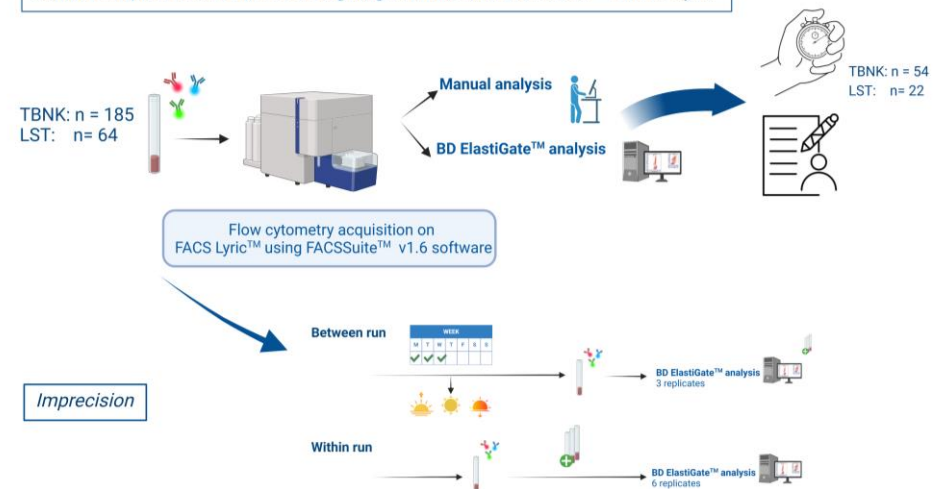 TBNK: n = 185
LST: n= 64
Manual analysis
BD ElastiGate™ analysis
TBNK: n = 54
LST: n= 22
Flow cytometry acquisition on
FACS Lyric™ using FACSSuite™ v1.6 software
Between run
WEEK
M T W T F S S
BD ElastiGate™ analysis
3 replicates
Imprecision
Within run
BD ElastiGate™ analysis
6 replicates